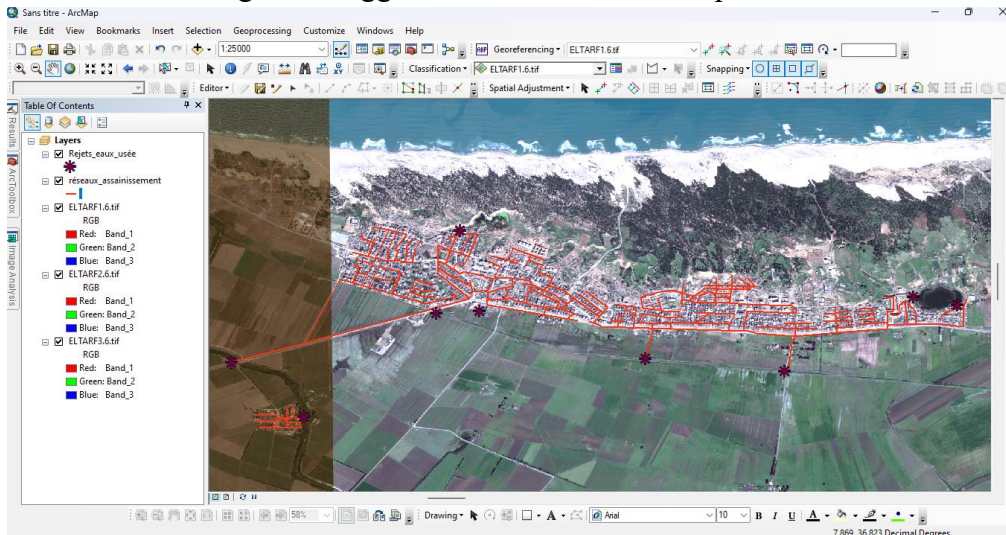 Sans titre - ArcMap
File Edit View Bookmarks Insert Selection Geoprocessing Customize Windows Help
1:25000
Georeferencing ELTARF1.6.tif
Classification ELTARF1.6.tif Snapping
Editor Spatial Adjustment
Table Of Contents
Results
ArcToolbox
Image Analysis
Layers
Rejets_eaux_usée
réseaux_assainissement
ELTARF1.6.tif
RGB
Red: Band_1
Green: Band_2
Blue: Band_3
ELTARF2.6.tif
RGB
Red: Band_1
Green: Band_2
Blue: Band_3
ELTARF3.6.tif
RGB
Red: Band_1
Green: Band_2
Blue: Band_3
58% Drawing A Arial 10 B I U A
7,869 36,823 Decimal Degrees